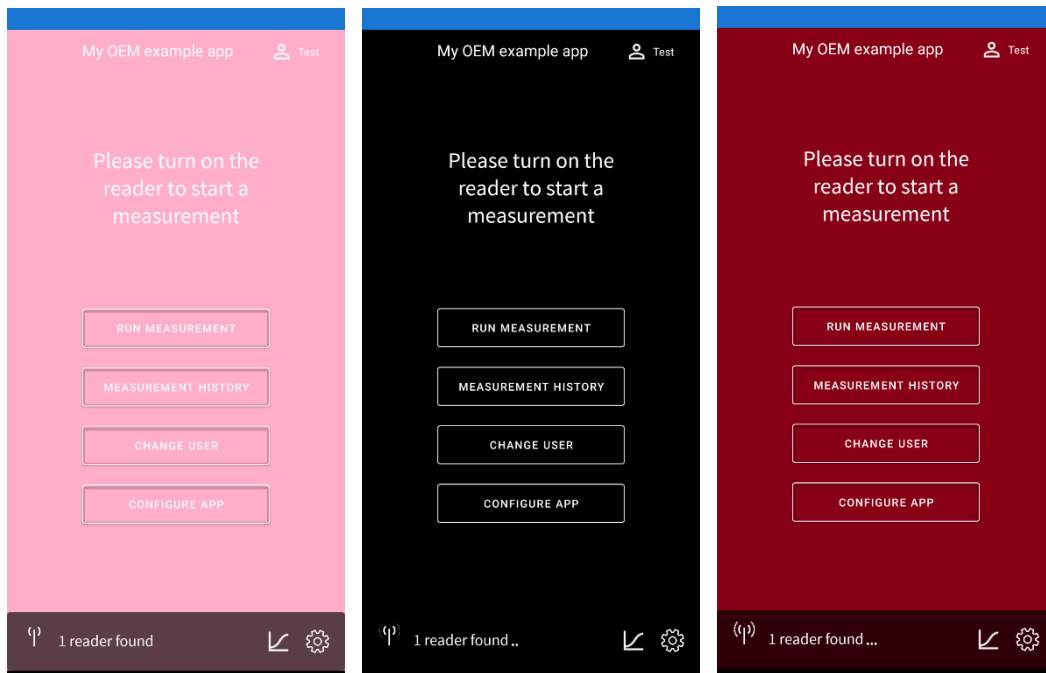 My OEM example app Test
Please turn on the
reader to start a
measurement
RUN MEASUREMENT
MEASUREMENT HISTORY
CHANGE USER
CONFIGURE APP
1 reader found
My OEM example app Test
Please turn on the
reader to start a
measurement
RUN MEASUREMENT
MEASUREMENT HISTORY
CHANGE USER
CONFIGURE APP
1 reader found ..
My OEM example app Test
Please turn on the
reader to start a
measurement
RUN MEASUREMENT
MEASUREMENT HISTORY
CHANGE USER
CONFIGURE APP
1 reader found ...